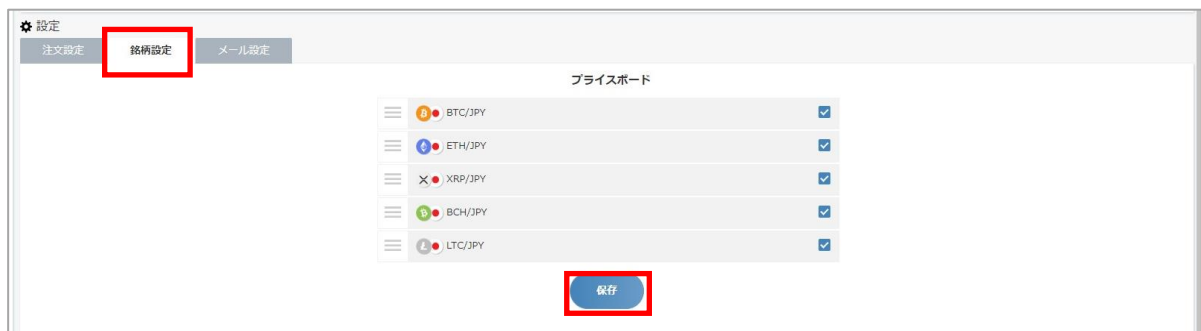 設定
注文設定 銘柄設定 メール設定
プライスボード
BTC/JPY
ETH/JPY
XRP/JPY
BCH/JPY
LTC/JPY
保存